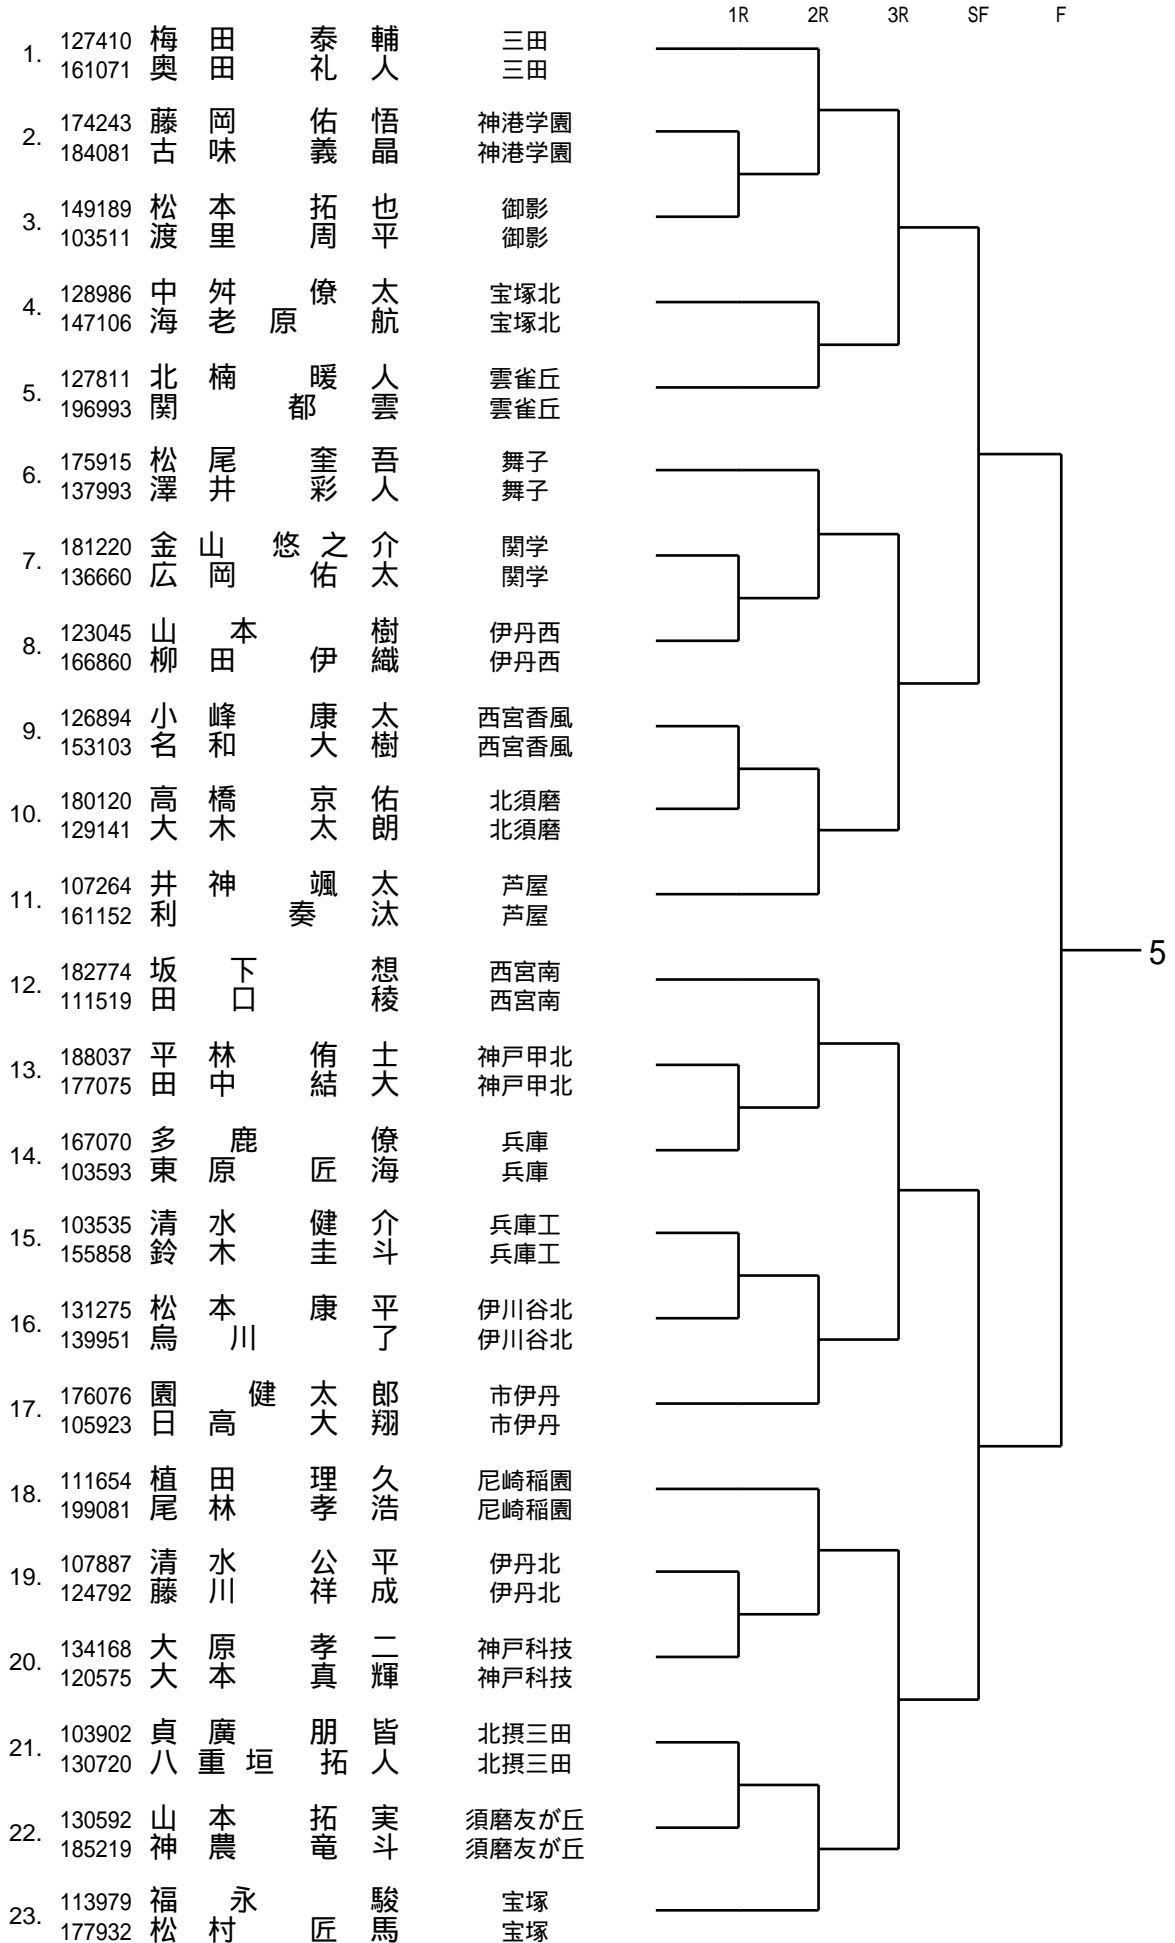 1R 2R 3R SF F
1. 127410 梅田 泰輔 三田
161071 奥田 礼人 三田
2. 174243 藤岡 佑悟 神港学園
184081 古味 義晶 神港学園
3. 149189 松本 拓也 御影
103511 渡里 周平 御影
4. 128986 中舛 僚太 宝塚北
147106 海老原 航 宝塚北
5. 127811 北楠 暖人 雲雀丘
196993 関 都雲 雲雀丘
6. 175915 松尾 奎吾 舞子
137993 澤井 彩人 舞子
7. 181220 金山 悠之介 関学
136660 広岡 佑太 関学
8. 123045 山本 樹 伊丹西
166860 柳田 伊織 伊丹西
9. 126894 小峰 康太 西宮香風
153103 名和 大樹 西宮香風
10. 180120 高橋 京佑 北須磨
129141 大木 太朗 北須磨
11. 107264 井神 颯太 芦屋
161152 利 奏汰 芦屋
12. 182774 坂下 想 西宮南
111519 田口 稜 西宮南
13. 188037 平林 侑士 神戸甲北
177075 田中 結大 神戸甲北
14. 167070 多鹿 僚 兵庫
103593 東原 匠海 兵庫
15. 103535 清水 健介 兵庫工
155858 鈴木 圭斗 兵庫工
16. 131275 松本 康平 伊川谷北
139951 烏川 了 伊川谷北
17. 176076 園 健太郎 市伊丹
105923 日高 大翔 市伊丹
18. 111654 植田 理久 尼崎稲園
199081 尾林 孝浩 尼崎稲園
19. 107887 清水 公平 伊丹北
124792 藤川 祥成 伊丹北
20. 134168 大原 孝二 神戸科技
120575 大本 真輝 神戸科技
21. 103902 貞廣 朋皆 北摂三田
130720 八重垣 拓人 北摂三田
22. 130592 山本 拓実 須磨友が丘
185219 神農 竜斗 須磨友が丘
23. 113979 福永 駿 宝塚
177932 松村 匠馬 宝塚
5